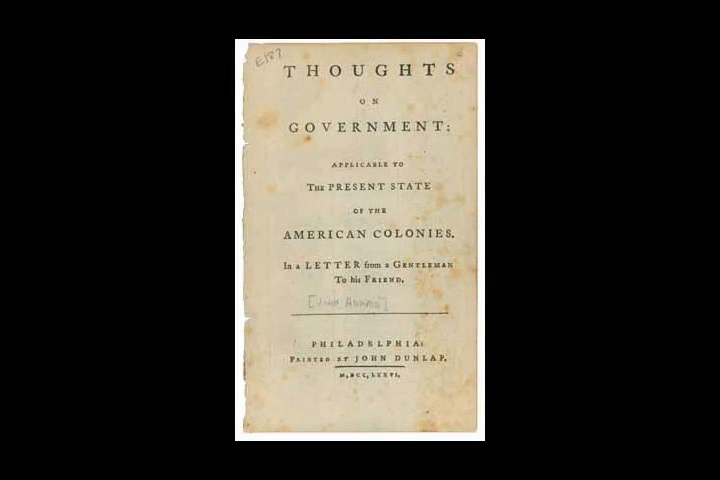 E.187
THOUGHTS
ON
GOVERNMENT:
APPLICABLE TO
THE PRESENT STATE
OF THE
AMERICAN COLONIES.
In a LETTER from a GENTLEMAN
To his FRIEND.
[John Adams]
PHILADELPHIA:
PRINTED BY JOHN DUNLAP.
M,DCC,LXXVI.